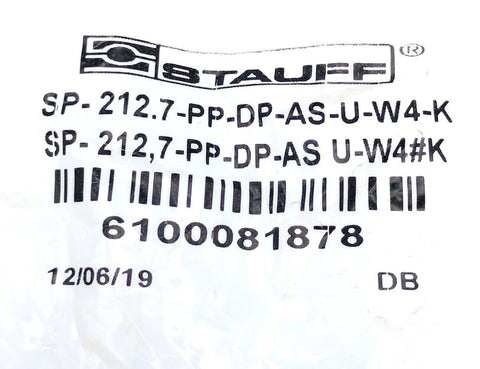 STAUFF®
SP- 212.7-PP-DP-AS-U-W4-K
SP- 212,7-PP-DP-AS U-W4#K
6100081878
12/06/19 DB